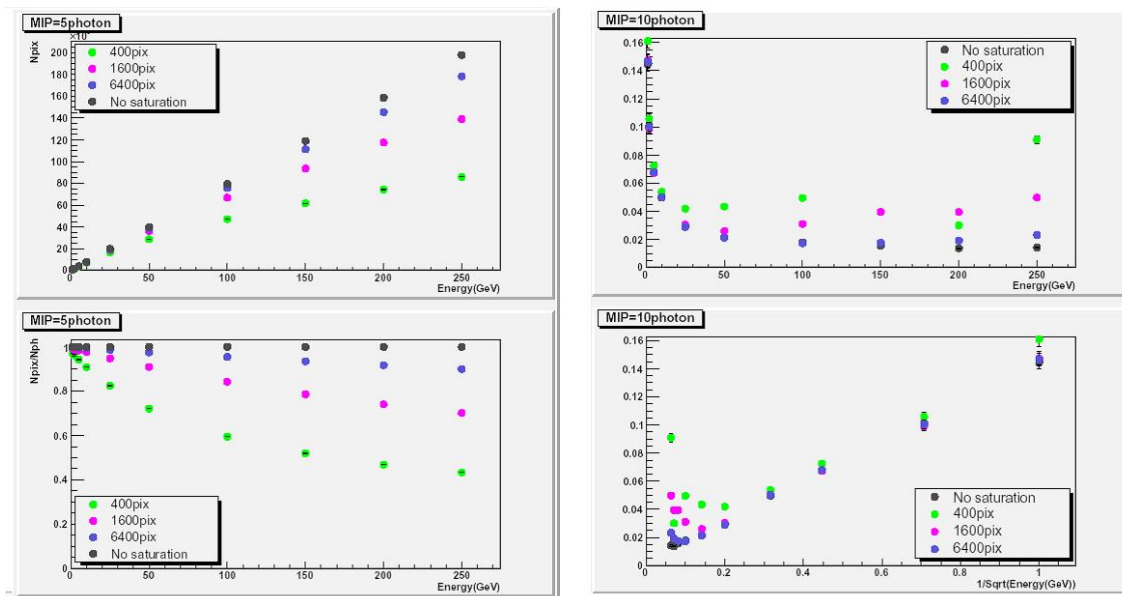 MIP=5photon
×10
Npix
400pix
1600pix
6400pix
No saturation
200
180
160
140
120
100
80
60
40
20
0
0 50 100 150 200 250
Energy(GeV)
MIP=10photon
No saturation
400pix
1600pix
6400pix
0.16
0.14
0.12
0.1
0.08
0.06
0.04
0.02
0
0 50 100 150 200 250
Energy(GeV)
MIP=5photon
Npix/Nph
1
0.8
0.6
0.4
0.2
0
400pix
1600pix
6400pix
No saturation
0 50 100 150 200 250
Energy(GeV)
MIP=10photon
0.16
0.14
0.12
0.1
0.08
0.06
0.04
0.02
0
No saturation
400pix
1600pix
6400pix
0 0.2 0.4 0.6 0.8 1
1/Sqrt(Energy(GeV))